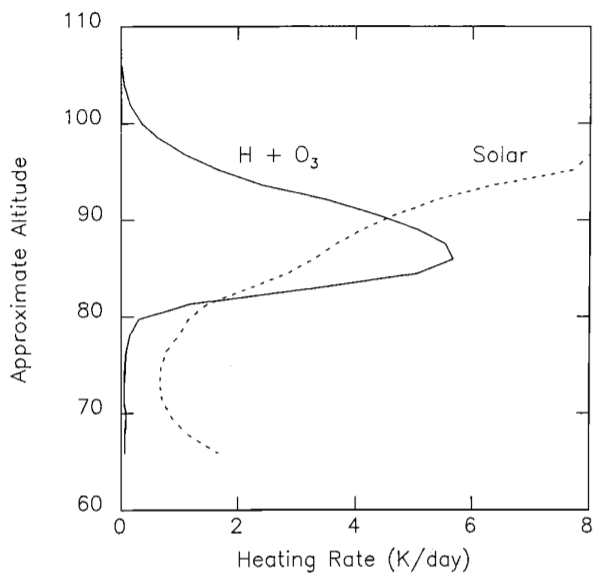 110
100
90
80
70
60
Approximate Altitude
H + O₃
Solar
0 2 4 6 8
Heating Rate (K/day)